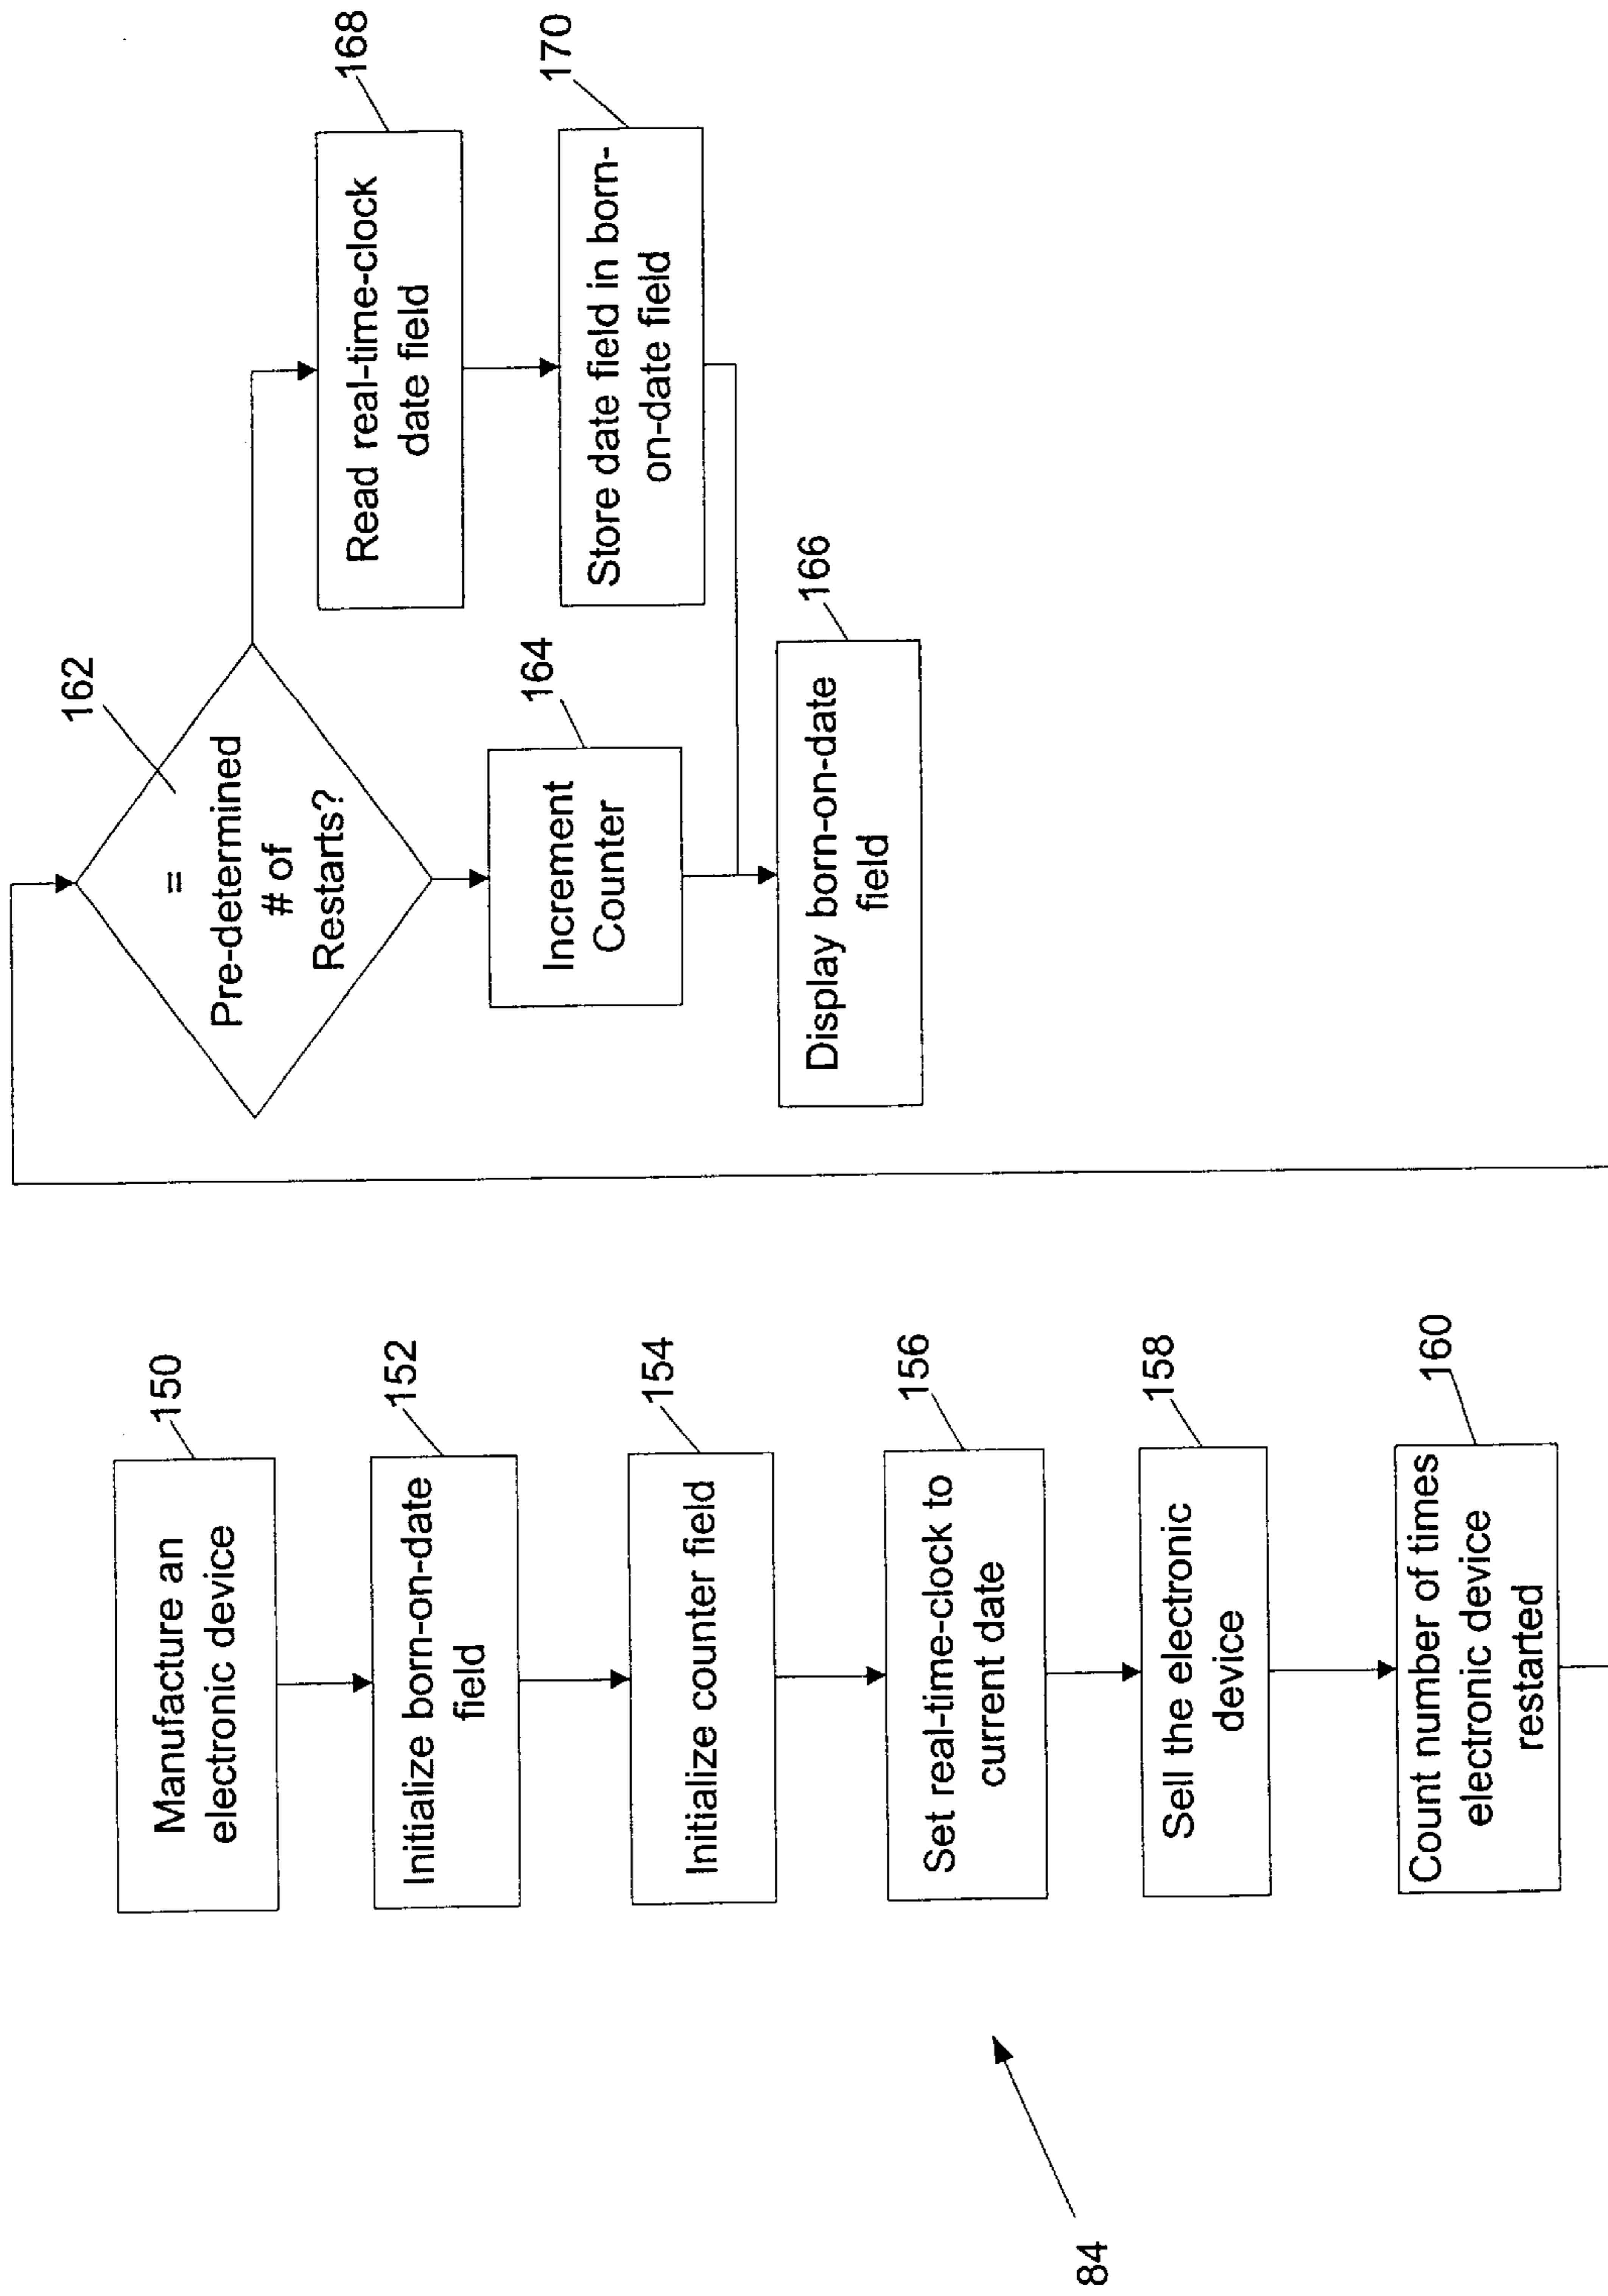 150
Manufacture an
electronic device
152
Initialize born-on-date
field
154
Initialize counter field
156
Set real-time-clock to
current date
158
Sell the electronic
device
160
Count number of times
electronic device
restarted
84
162
=
Pre-determined
# of
Restarts?
164
Increment
Counter
166
Display born-on-date
field
168
Read real-time-clock
date field
170
Store date field in born-
on-date field